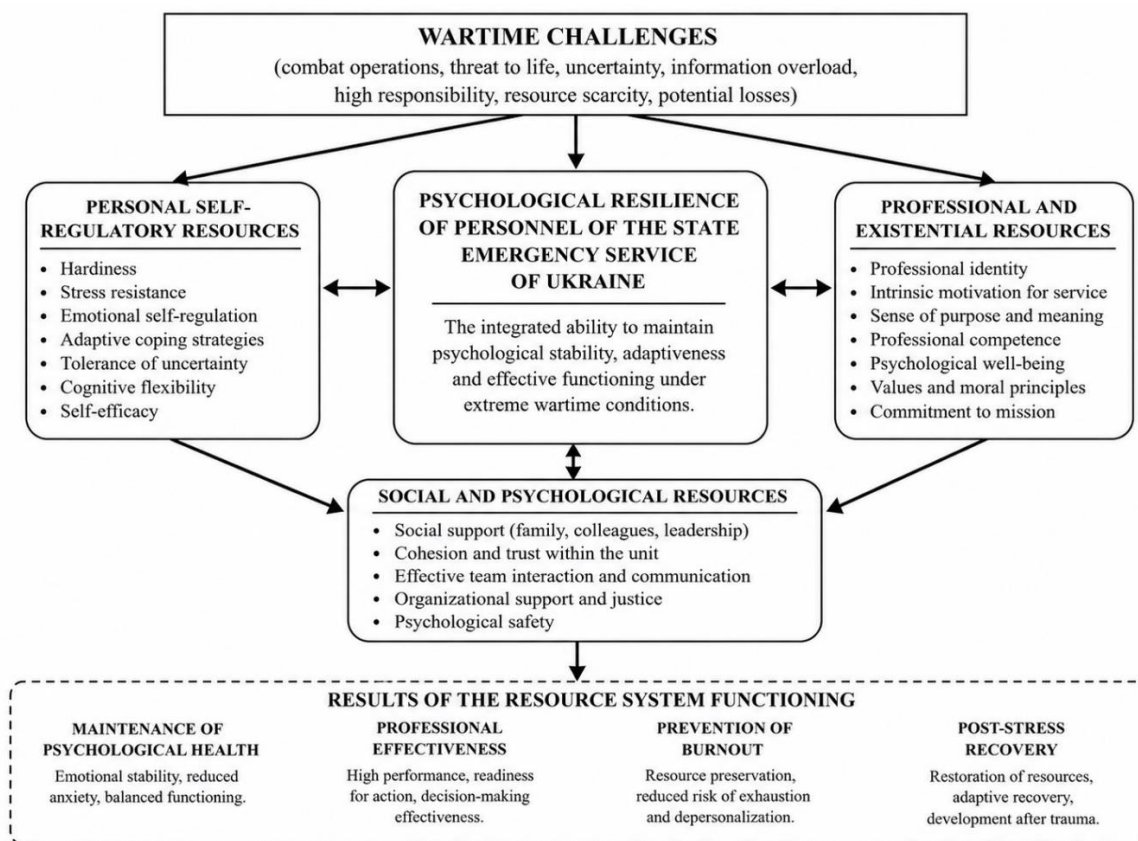 WARTIME CHALLENGES
(combat operations, threat to life, uncertainty, information overload,
high responsibility, resource scarcity, potential losses)
PERSONAL SELF-
REGULATORY RESOURCES
• Hardiness
• Stress resistance
• Emotional self-regulation
• Adaptive coping strategies
• Tolerance of uncertainty
• Cognitive flexibility
• Self-efficacy
PSYCHOLOGICAL RESILIENCE
OF PERSONNEL OF THE STATE
EMERGENCY SERVICE
OF UKRAINE
The integrated ability to maintain
psychological stability, adaptiveness
and effective functioning under
extreme wartime conditions.
PROFESSIONAL AND
EXISTENTIAL RESOURCES
• Professional identity
• Intrinsic motivation for service
• Sense of purpose and meaning
• Professional competence
• Psychological well-being
• Values and moral principles
• Commitment to mission
SOCIAL AND PSYCHOLOGICAL RESOURCES
• Social support (family, colleagues, leadership)
• Cohesion and trust within the unit
• Effective team interaction and communication
• Organizational support and justice
• Psychological safety
RESULTS OF THE RESOURCE SYSTEM FUNCTIONING
MAINTENANCE OF
PSYCHOLOGICAL HEALTH
Emotional stability, reduced
anxiety, balanced functioning.
PROFESSIONAL
EFFECTIVENESS
High performance, readiness
for action, decision-making
effectiveness.
PREVENTION OF
BURNOUT
Resource preservation,
reduced risk of exhaustion
and depersonalization.
POST-STRESS
RECOVERY
Restoration of resources,
adaptive recovery,
development after trauma.